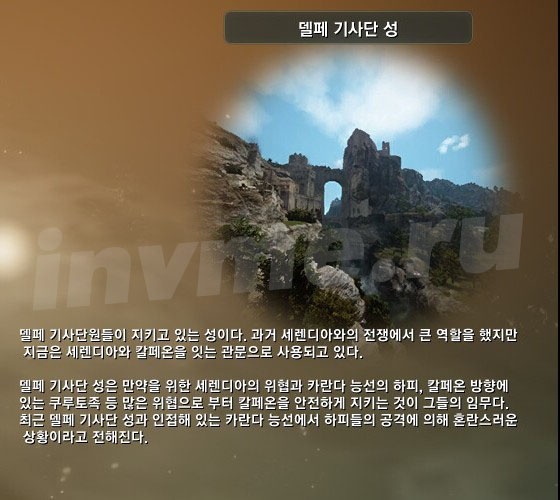 델페 기사단 성
invme.ru
델페 기사단원들이 지키고 있는 성이다. 과거 세렌디아와의 전쟁에서 큰 역할을 했지만
지금은 세렌디아와 칼페온을 잇는 관문으로 사용되고 있다.
델페 기사단 성은 만약을 위한 세렌디아의 위협과 카란다 능선의 하피, 칼페온 방향에
있는 쿠루토족 등 많은 위협으로 부터 칼페온을 안전하게 지키는 것이 그들의 임무다.
최근 델페 기사단 성과 인접해 있는 카란다 능선에서 하피들의 공격에 의해 혼란스러운
상황이라고 전해진다.